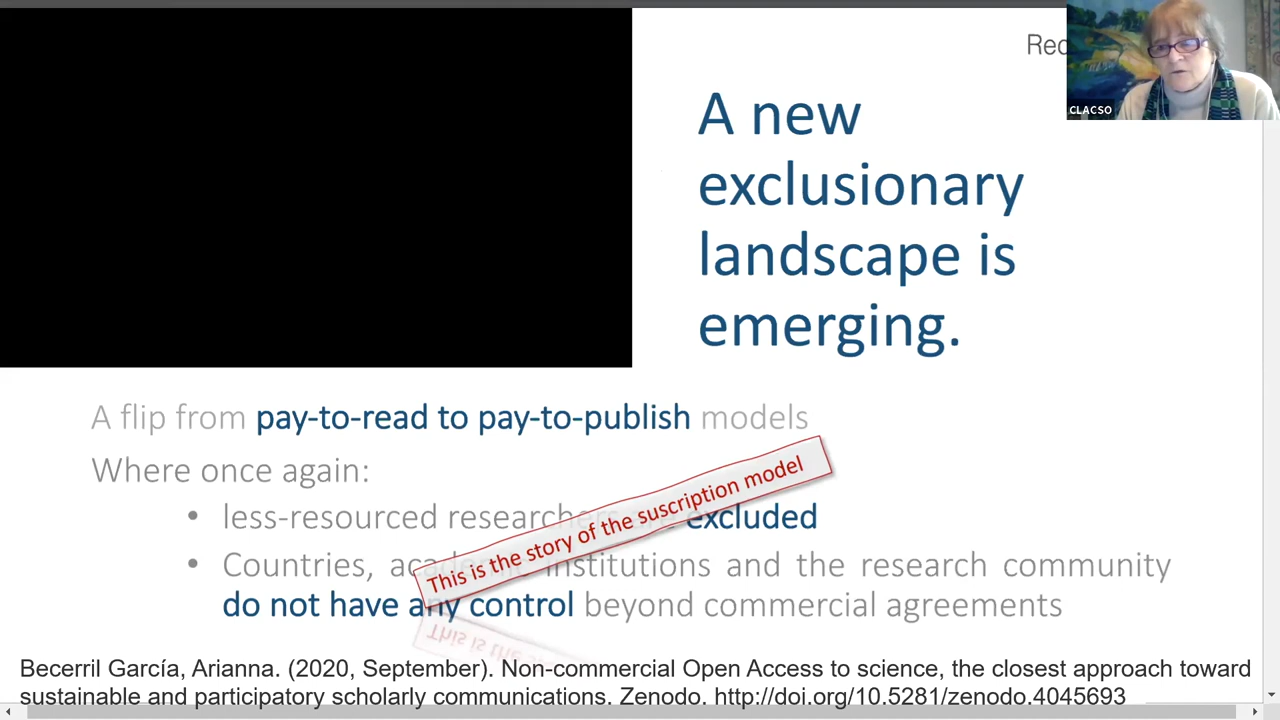 CLACSO
A new
exclusionary
landscape is
emerging.
A flip from pay-to-read to pay-to-publish models
Where once again:
• less-resourced researchers excluded
This is the story of the suscription model
• Countries, institutions and the research community
do not have any control beyond commercial agreements
Becerril García, Arianna. (2020, September). Non-commercial Open Access to science, the closest approach toward
sustainable and participatory scholarly communications. Zenodo. http://doi.org/10.5281/zenodo.4045693